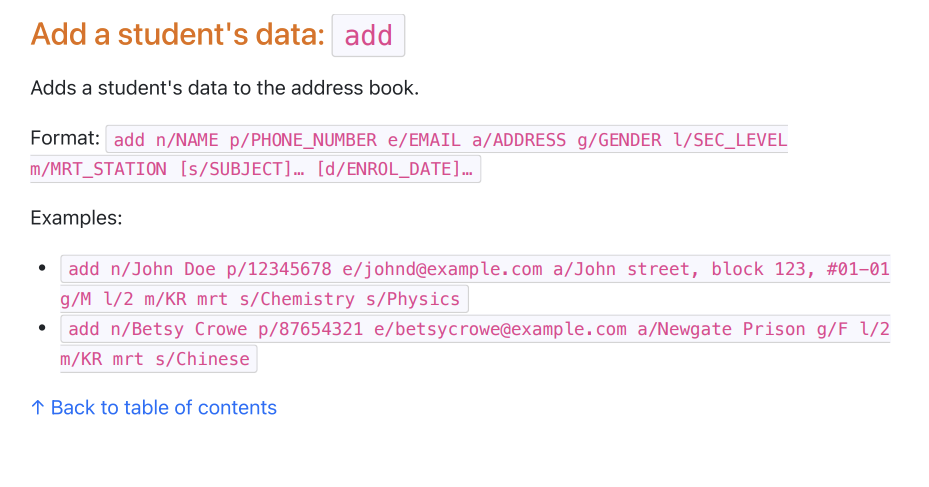 Add a student's data: add
Adds a student's data to the address book.
Format: add n/NAME p/PHONE_NUMBER e/EMAIL a/ADDRESS g/GENDER l/SEC_LEVEL
m/MRT_STATION [s/SUBJECT]… [d/ENROL_DATE]…
Examples:
• add n/John Doe p/12345678 e/johnd@example.com a/John street, block 123, #01-01
g/M l/2 m/KR mrt s/Chemistry s/Physics
• add n/Betsy Crowe p/87654321 e/betsycrowe@example.com a/Newgate Prison g/F l/2
m/KR mrt s/Chinese
↑ Back to table of contents